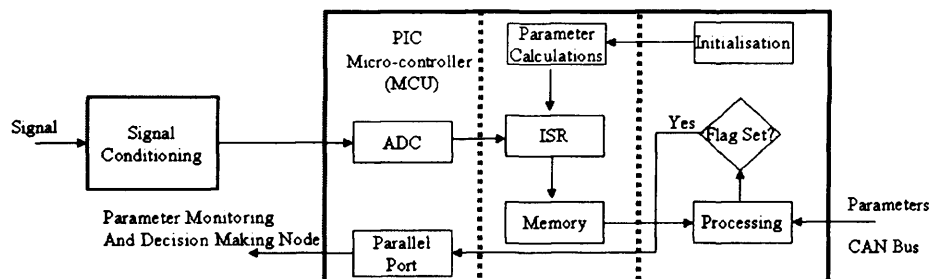 PIC
Micro-controller
(MCU)
Parameter
Calculations
Initialisation
Signal
Signal
Conditioning
ADC
ISR
Yes
Flag Set?
Parameter Monitoring
And Decision Making Node
Parallel
Port
Memory
Processing
Parameters
CAN Bus